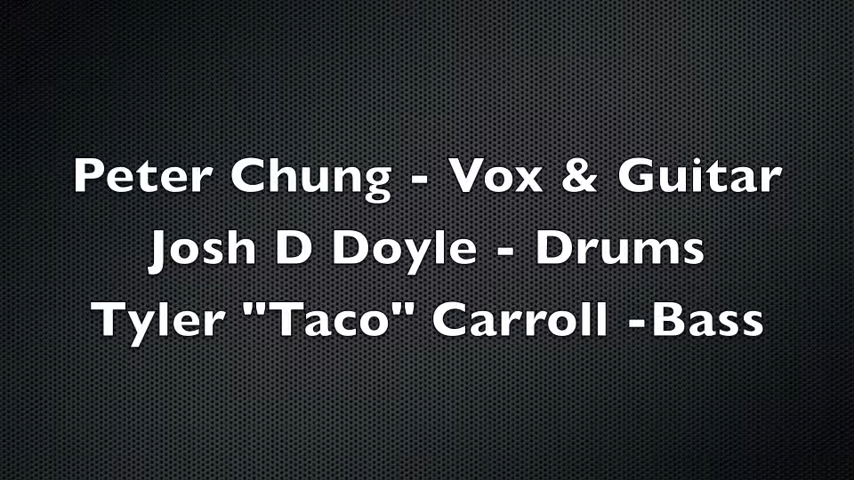 Peter Chung - Vox & Guitar
Josh D Doyle - Drums
Tyler "Taco" Carroll -Bass